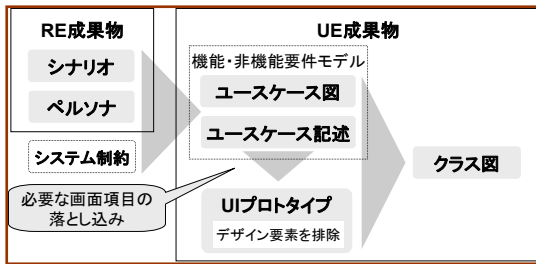 RE成果物
シナリオ
ペルソナ
システム制約
必要な画面項目の
落とし込み
UE成果物
機能・非機能要件モデル
ユースケース図
ユースケース記述
UIプロトタイプ
デザイン要素を排除
クラス図